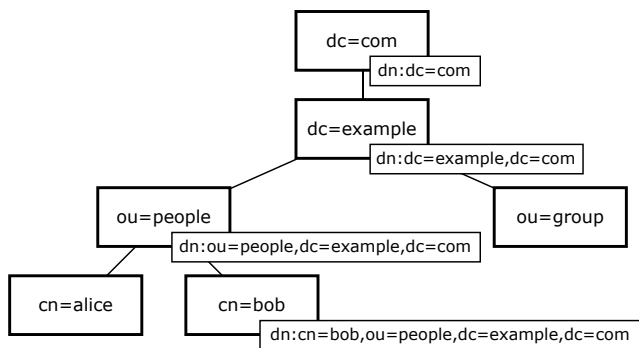 dc=com
dn:dc=com
dc=example
dn:dc=example,dc=com
ou=people
ou=group
dn:ou=people,dc=example,dc=com
cn=alice
cn=bob
dn:cn=bob,ou=people,dc=example,dc=com